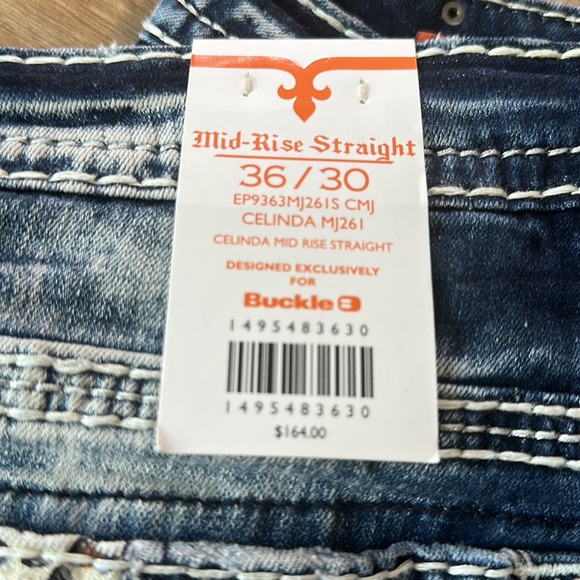 Mid-Rise Straight
36/30
EP9363MJ261S CMJ
CELINDA MJ261
CELINDA MID RISE STRAIGHT
DESIGNED EXCLUSIVELY
FOR
Buckle B
1495483630
1495483630
$164.00